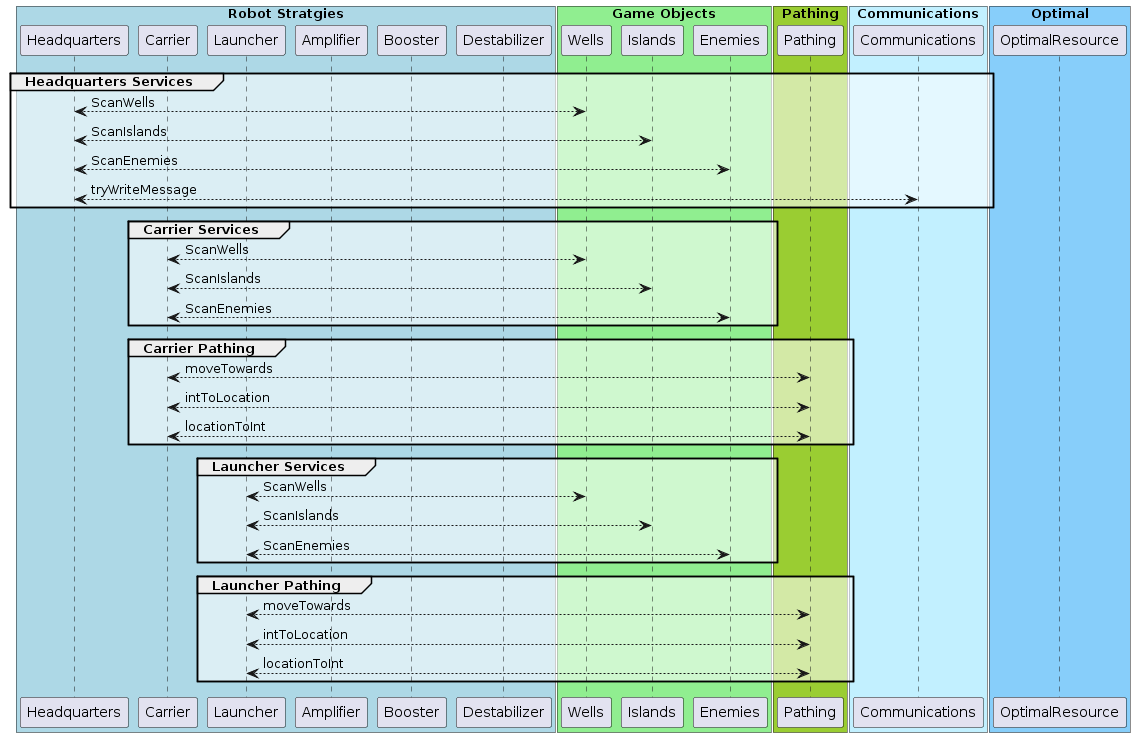 Robot Stratgies Game Objects Pathing Communications Optimal
Headquarters Carrier Launcher Amplifier Booster Destabilizer Wells Islands Enemies Pathing Communications OptimalResource
Headquarters Services
ScanWells
ScanIslands
ScanEnemies
tryWriteMessage
Carrier Services
ScanWells
ScanIslands
ScanEnemies
Carrier Pathing
moveTowards
intToLocation
locationToInt
Launcher Services
ScanWells
ScanIslands
ScanEnemies
Launcher Pathing
moveTowards
intToLocation
locationToInt
Headquarters Carrier Launcher Amplifier Booster Destabilizer Wells Islands Enemies Pathing Communications OptimalResource